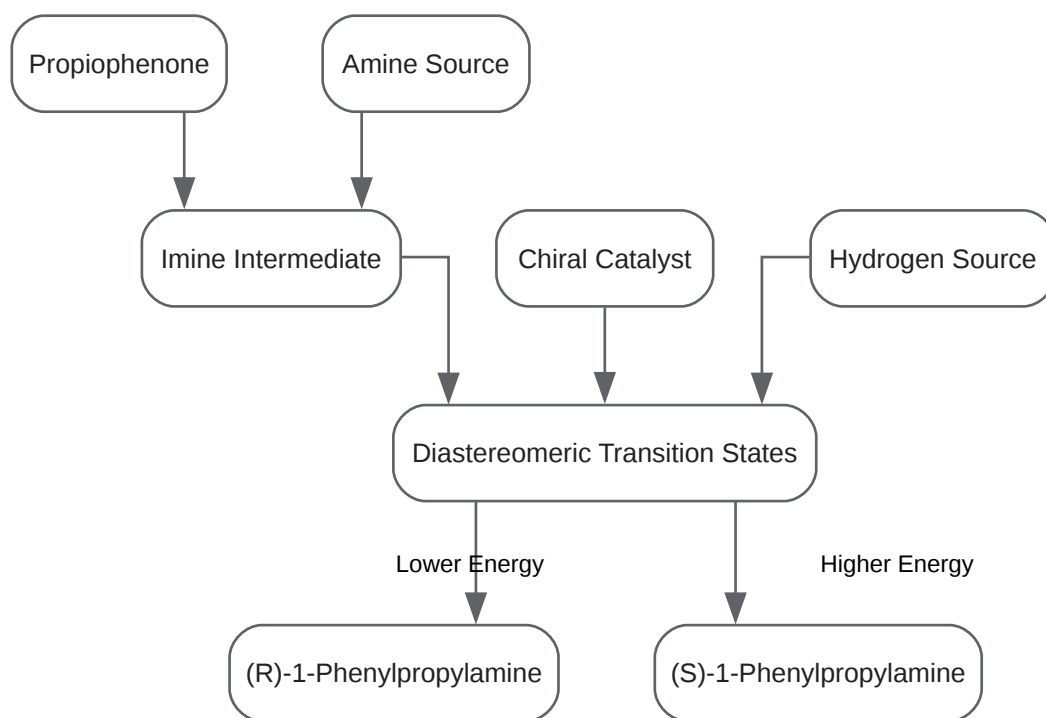 Propiophenone
Amine Source
Imine Intermediate
Chiral Catalyst
Hydrogen Source
Diastereomeric Transition States
Lower Energy
Higher Energy
(R)-1-Phenylpropylamine
(S)-1-Phenylpropylamine